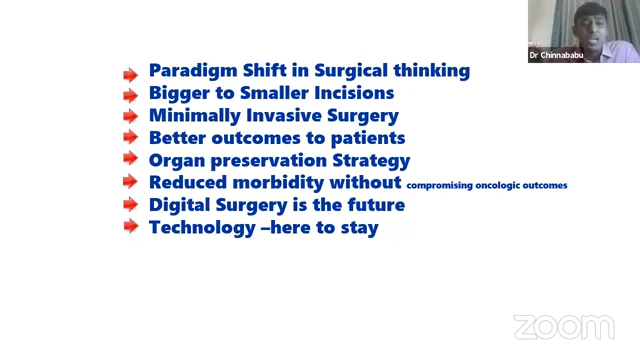 Dr Chinnababu
Paradigm Shift in Surgical thinking
Bigger to Smaller Incisions
Minimally Invasive Surgery
Better outcomes to patients
Organ preservation Strategy
Reduced morbidity without compromising oncologic outcomes
Digital Surgery is the future
Technology –here to stay
zoom